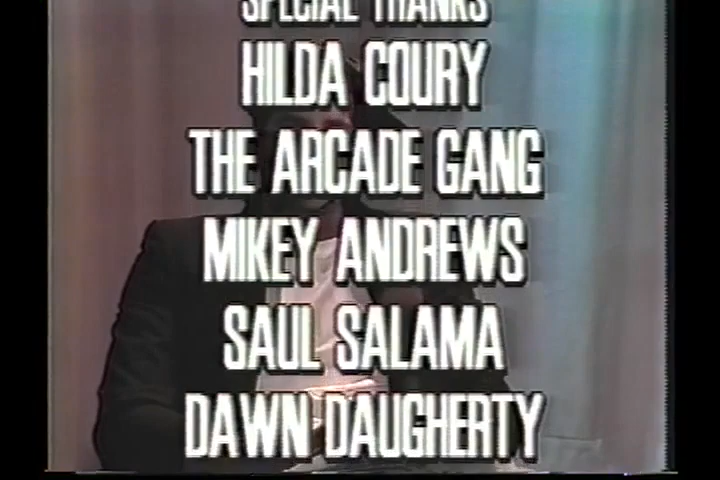 SPECIAL THANKS
HILDA COURY
THE ARCADE GANG
MIKEY ANDREWS
SAUL SALAMA
DAWN DAUGHERTY